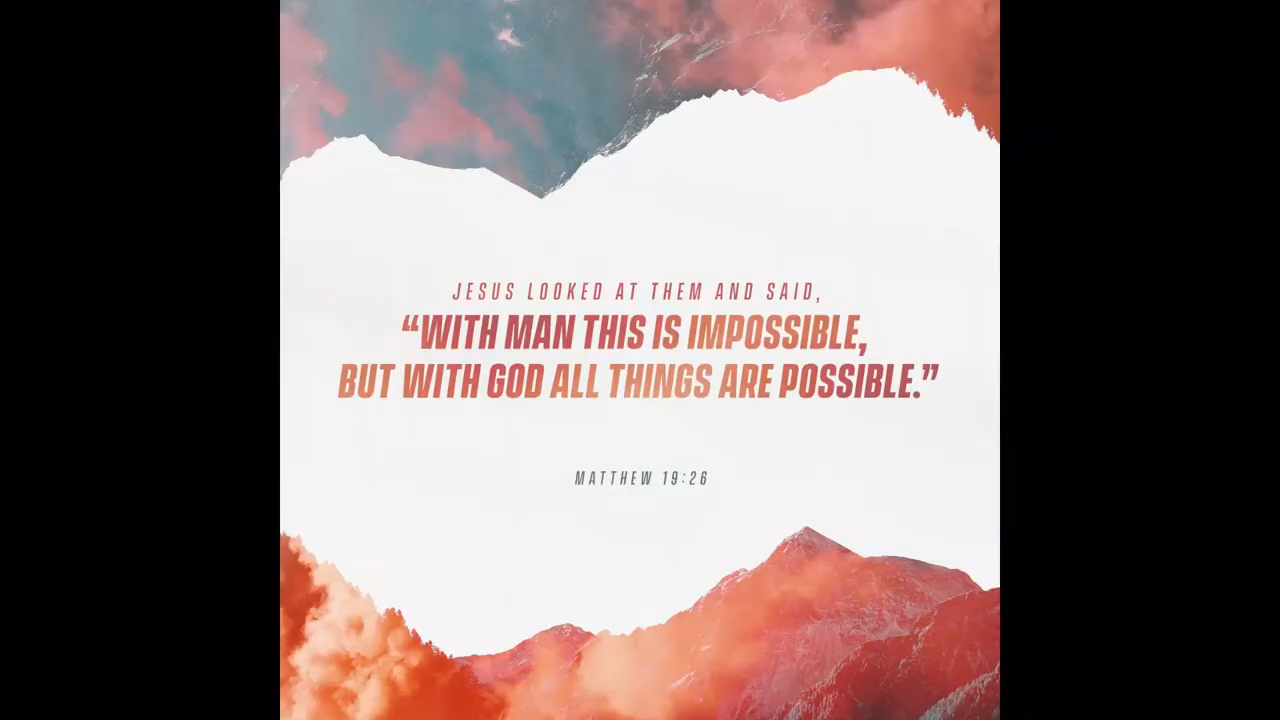 JESUS LOOKED AT THEM AND SAID,
“WITH MAN THIS IS IMPOSSIBLE,
BUT WITH GOD ALL THINGS ARE POSSIBLE.”
MATTHEW 19:26